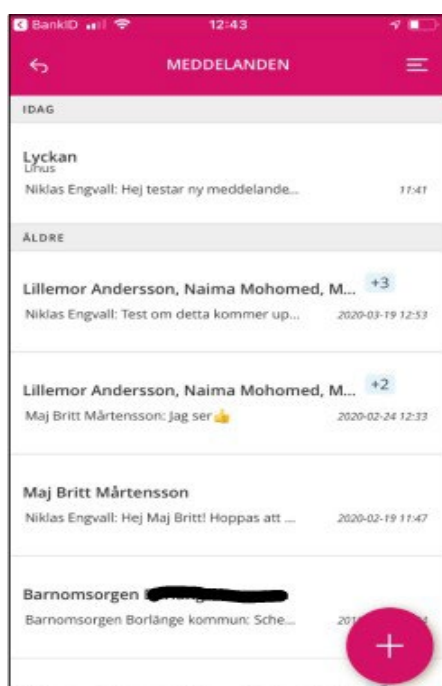 BankID 12:43
MEDDELANDEN
IDAG
Lyckan
Linus
Niklas Engvall: Hej testar ny meddelande... 11:41
ÄLDRE
Lillemor Andersson, Naima Mohomed, M... +3
Niklas Engvall: Test om detta kommer up... 2020-03-19 12:53
Lillemor Andersson, Naima Mohomed, M... +2
Maj Britt Mårtensson: Jag ser👍 2020-02-24 12:33
Maj Britt Mårtensson
Niklas Engvall: Hej Maj Britt! Hoppas att ... 2020-02-19 11:47
Barnomsorgen
Barnomsorgen Borlänge kommun: Sche...
+